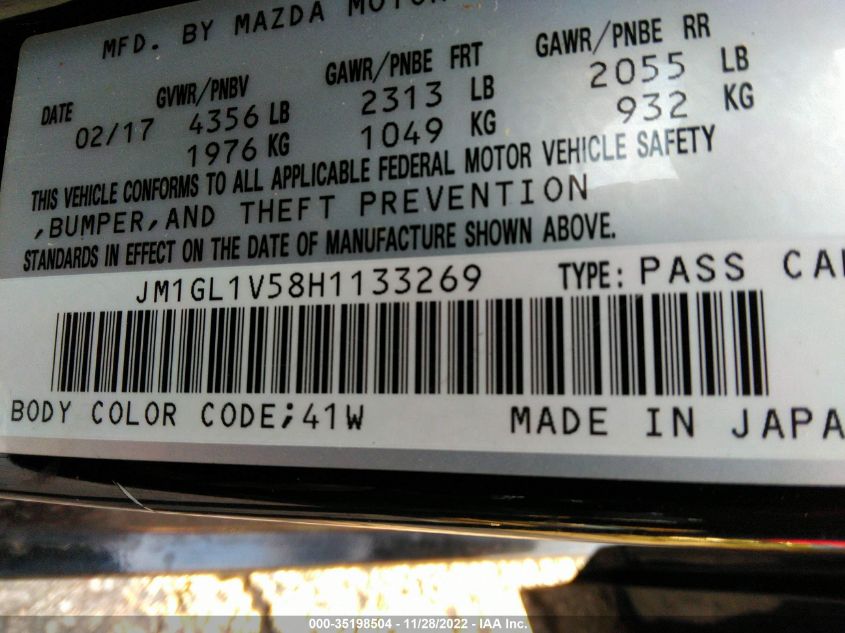 MFD. BY MAZDA MOTOR
DATE GVWR/PNBV GAWR/PNBE FRT GAWR/PNBE RR
02/17 4356 LB 2313 LB 2055 LB
1976 KG 1049 KG 932 KG
THIS VEHICLE CONFORMS TO ALL APPLICABLE FEDERAL MOTOR VEHICLE SAFETY
,BUMPER,AND THEFT PREVENTION
STANDARDS IN EFFECT ON THE DATE OF MANUFACTURE SHOWN ABOVE.
JM1GL1V58H1133269 TYPE: PASS CAR
BODY COLOR CODE;41W MADE IN JAPA
000-35198504 - 11/28/2022 - IAA Inc.